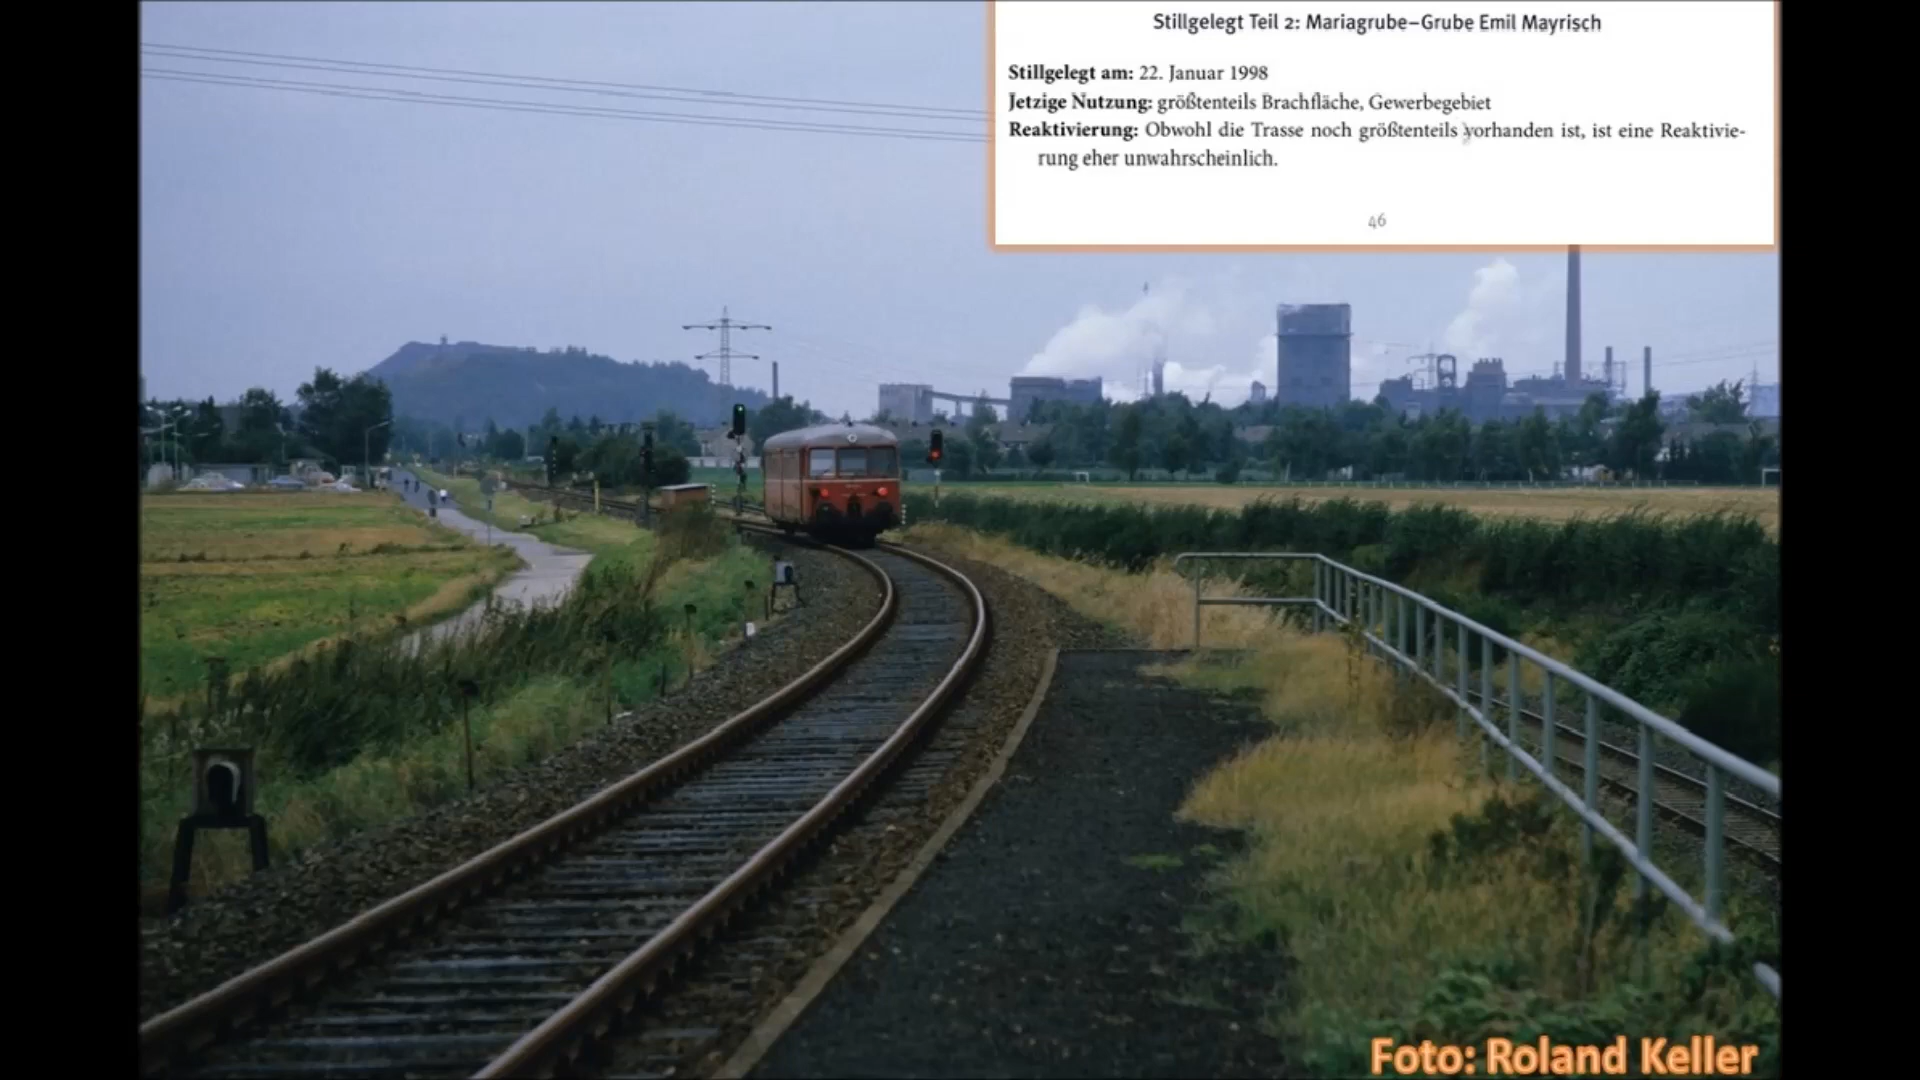 Stillgelegt Teil 2: Mariagrube–Grube Emil Mayrisch
Stillgelegt am: 22. Januar 1998
Jetzige Nutzung: größtenteils Brachfläche, Gewerbegebiet
Reaktivierung: Obwohl die Trasse noch größtenteils vorhanden ist, ist eine Reaktivie-
rung eher unwahrscheinlich.
46
Foto: Roland Keller